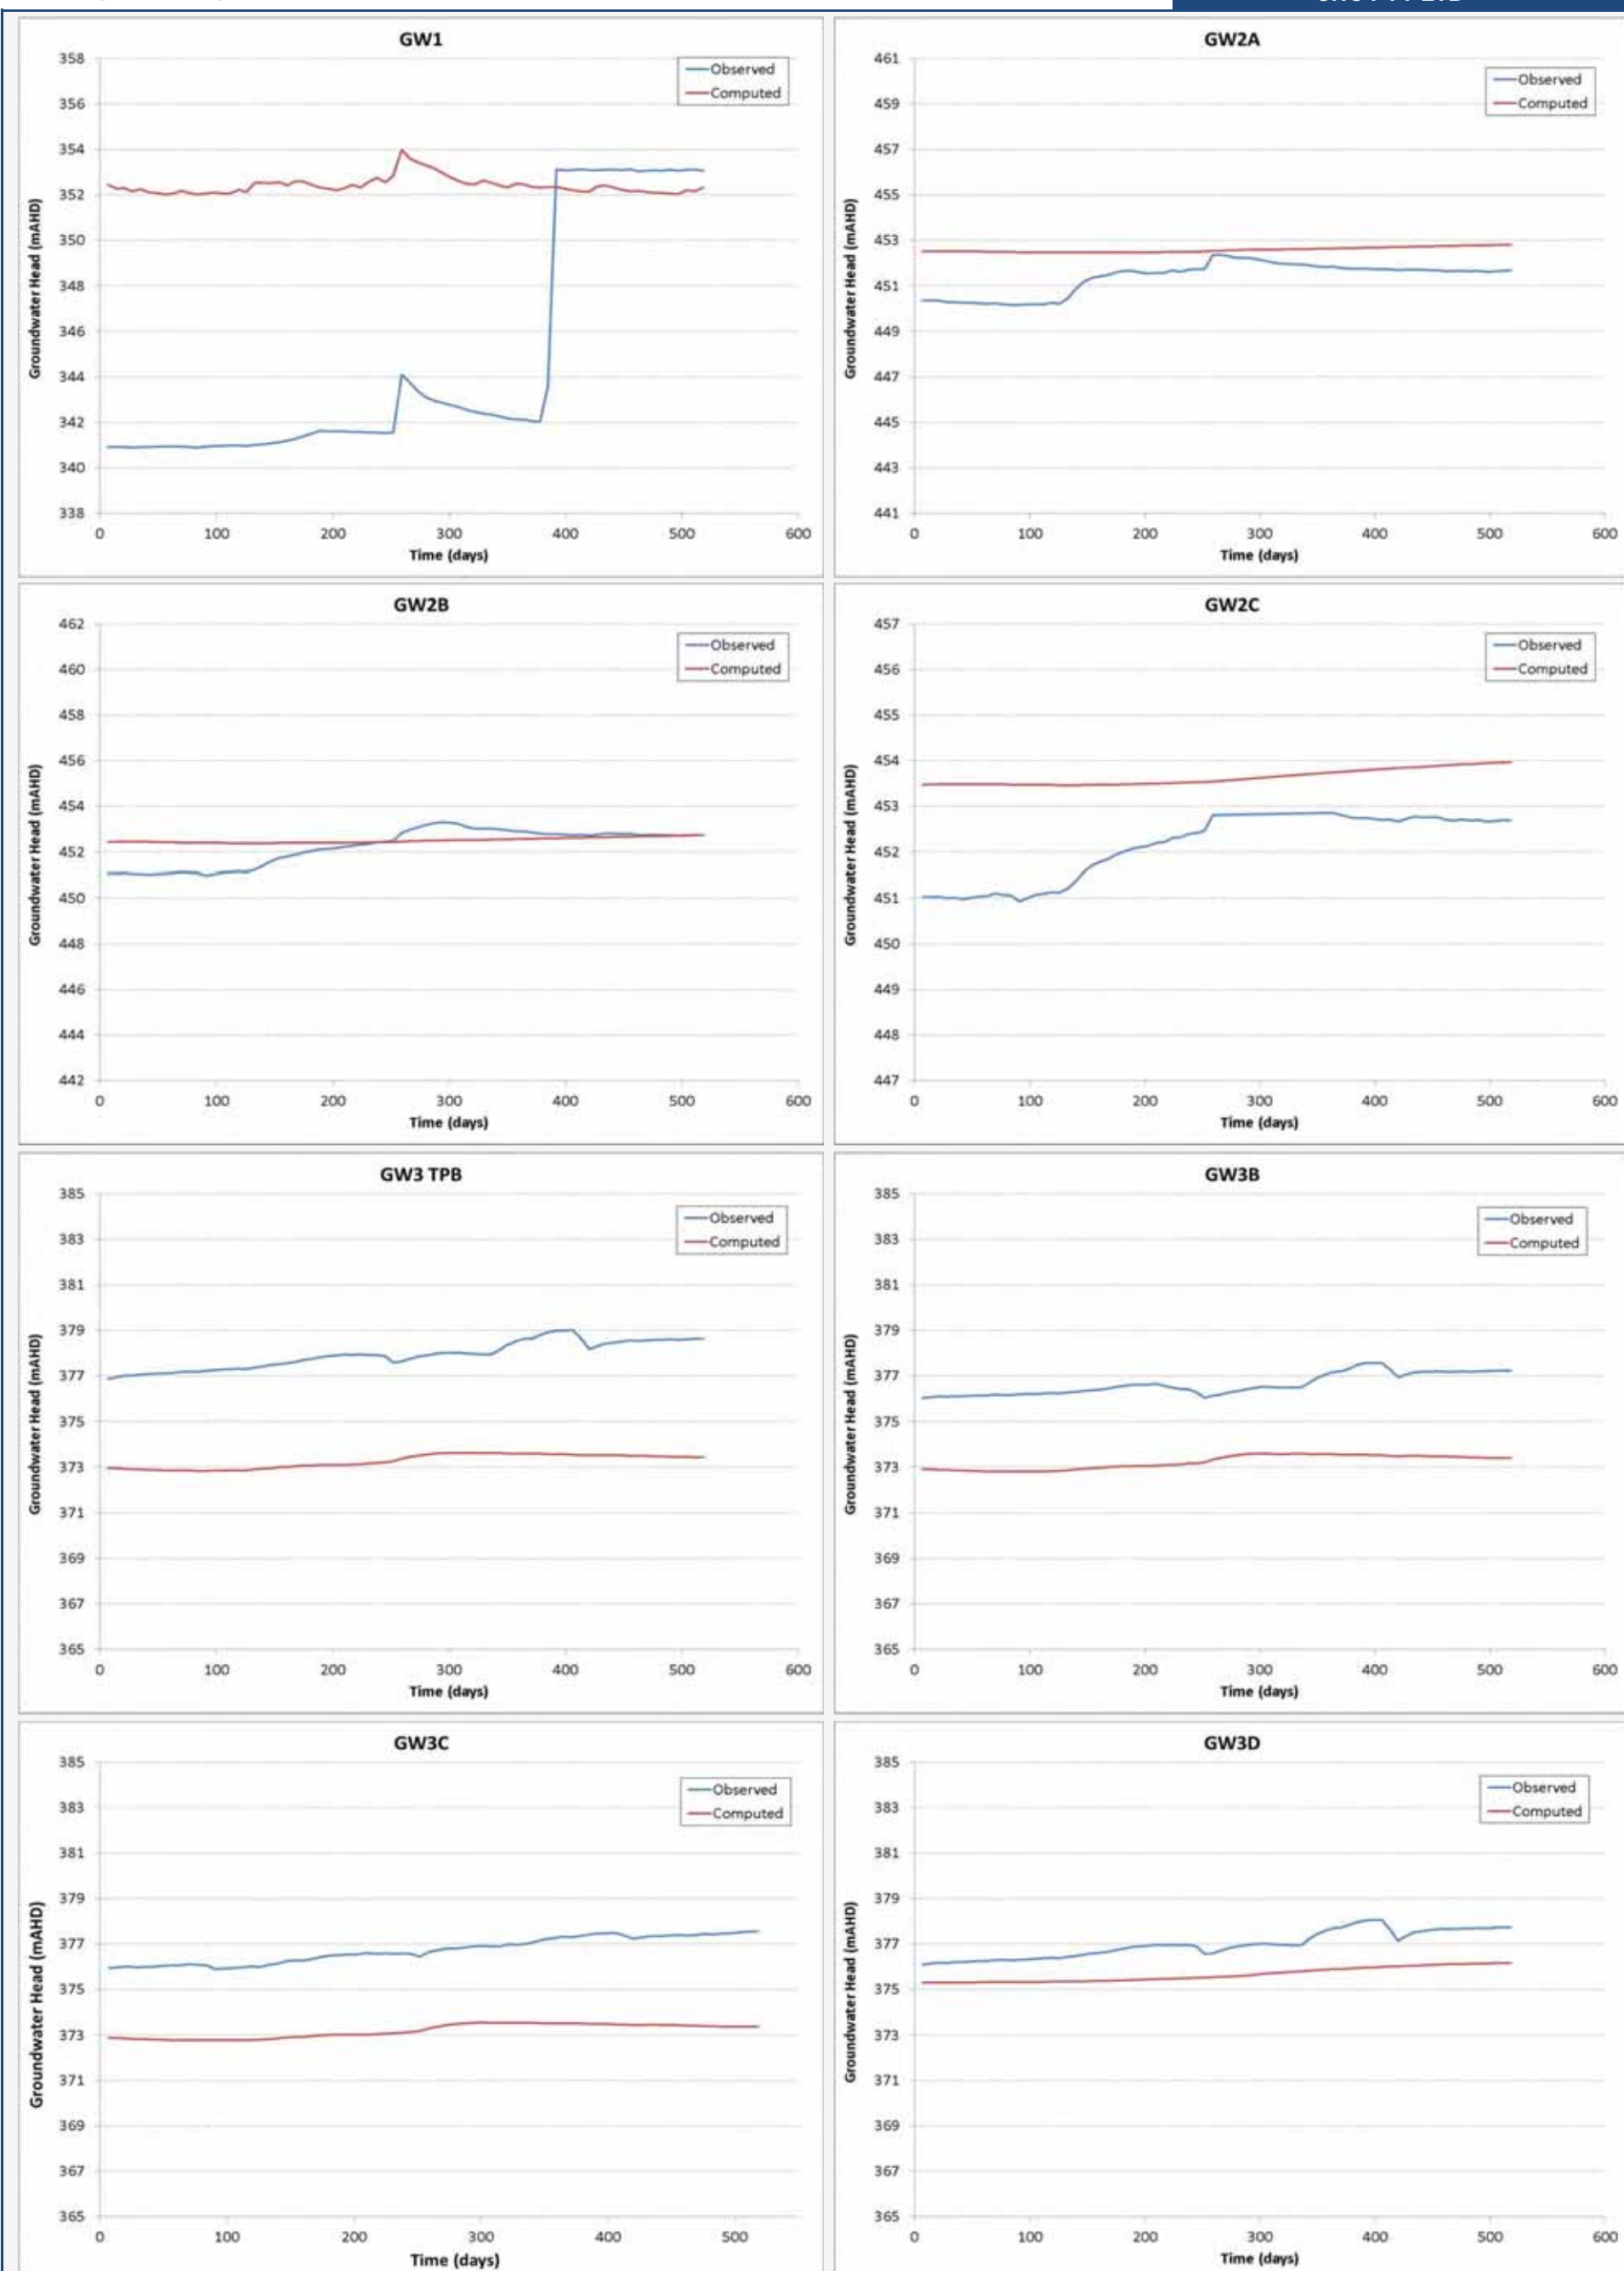 GW1
358
356
354
352
350
348
346
344
342
340
338
Groundwater Head (mAHD)
Observed
Computed
0 100 200 300 400 500 600
Time (days)
GW2A
461
459
457
455
453
451
449
447
445
443
441
Groundwater Head (mAHD)
Observed
Computed
0 100 200 300 400 500 600
Time (days)
GW2B
462
460
458
456
454
452
450
448
446
444
442
Groundwater Head (mAHD)
Observed
Computed
0 100 200 300 400 500 600
Time (days)
GW2C
457
456
455
454
453
452
451
450
449
448
447
Groundwater Head (mAHD)
Observed
Computed
0 100 200 300 400 500 600
Time (days)
GW3 TPB
385
383
381
379
377
375
373
371
369
367
365
Groundwater Head (mAHD)
Observed
Computed
0 100 200 300 400 500 600
Time (days)
GW3B
385
383
381
379
377
375
373
371
369
367
365
Groundwater Head (mAHD)
Observed
Computed
0 100 200 300 400 500 600
Time (days)
GW3C
385
383
381
379
377
375
373
371
369
367
365
Groundwater Head (mAHD)
Observed
Computed
0 100 200 300 400 500
Time (days)
GW3D
385
383
381
379
377
375
373
371
369
367
365
Groundwater Head (mAHD)
Observed
Computed
0 100 200 300 400 500 600
Time (days)